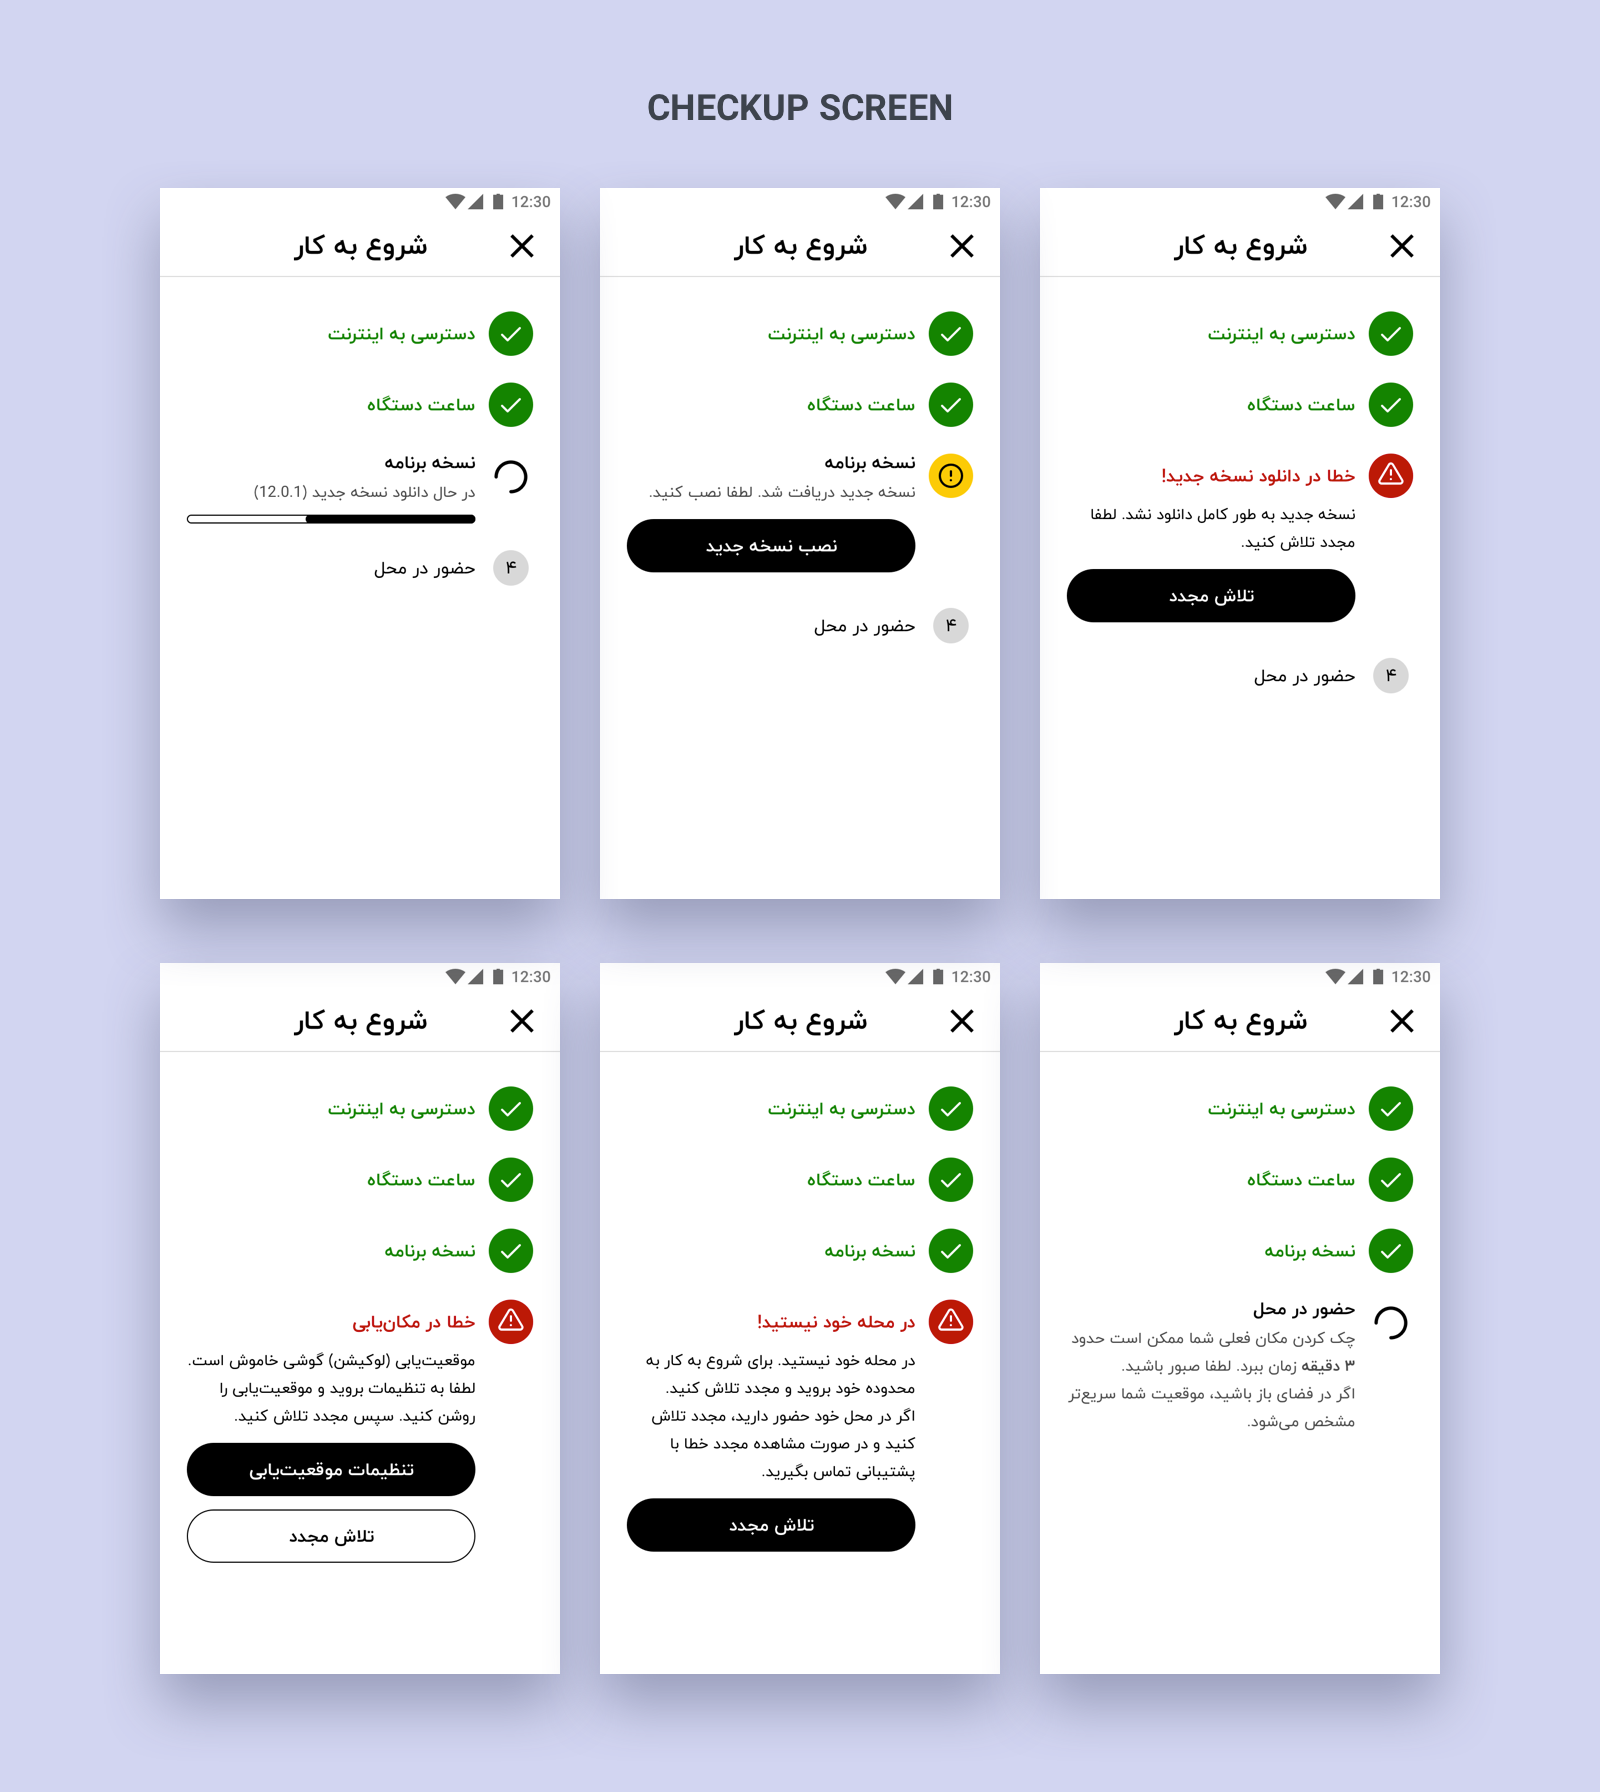 CHECKUP SCREEN
12:30
شروع به کار
دسترسی به اینترنت
ساعت دستگاه
نسخه برنامه
در حال دانلود نسخه جدید (12.0.1)
۴
حضور در محل
12:30
شروع به کار
دسترسی به اینترنت
ساعت دستگاه
نسخه برنامه
نسخه جدید دریافت شد. لطفا نصب کنید.
نصب نسخه جدید
۴
حضور در محل
12:30
شروع به کار
دسترسی به اینترنت
ساعت دستگاه
خطا در دانلود نسخه جدید!
نسخه جدید به طور کامل دانلود نشد. لطفا
مجدد تلاش کنید.
تلاش مجدد
۴
حضور در محل
12:30
شروع به کار
دسترسی به اینترنت
ساعت دستگاه
نسخه برنامه
خطا در مکان‌یابی
موقعیت‌یابی (لوکیشن) گوشی خاموش است.
لطفا به تنظیمات بروید و موقعیت‌یابی را
روشن کنید. سپس مجدد تلاش کنید.
تنظیمات موقعیت‌یابی
تلاش مجدد
12:30
شروع به کار
دسترسی به اینترنت
ساعت دستگاه
نسخه برنامه
در محله خود نیستید!
در محله خود نیستید. برای شروع به کار به
محدوده خود بروید و مجدد تلاش کنید.
اگر در محل خود حضور دارید، مجدد تلاش
کنید و در صورت مشاهده مجدد خطا با
پشتیبانی تماس بگیرید.
تلاش مجدد
12:30
شروع به کار
دسترسی به اینترنت
ساعت دستگاه
نسخه برنامه
حضور در محل
چک کردن مکان فعلی شما ممکن است حدود
۳ دقیقه زمان ببرد. لطفا صبور باشید.
اگر در فضای باز باشید، موقعیت شما سریع‌تر
مشخص می‌شود.